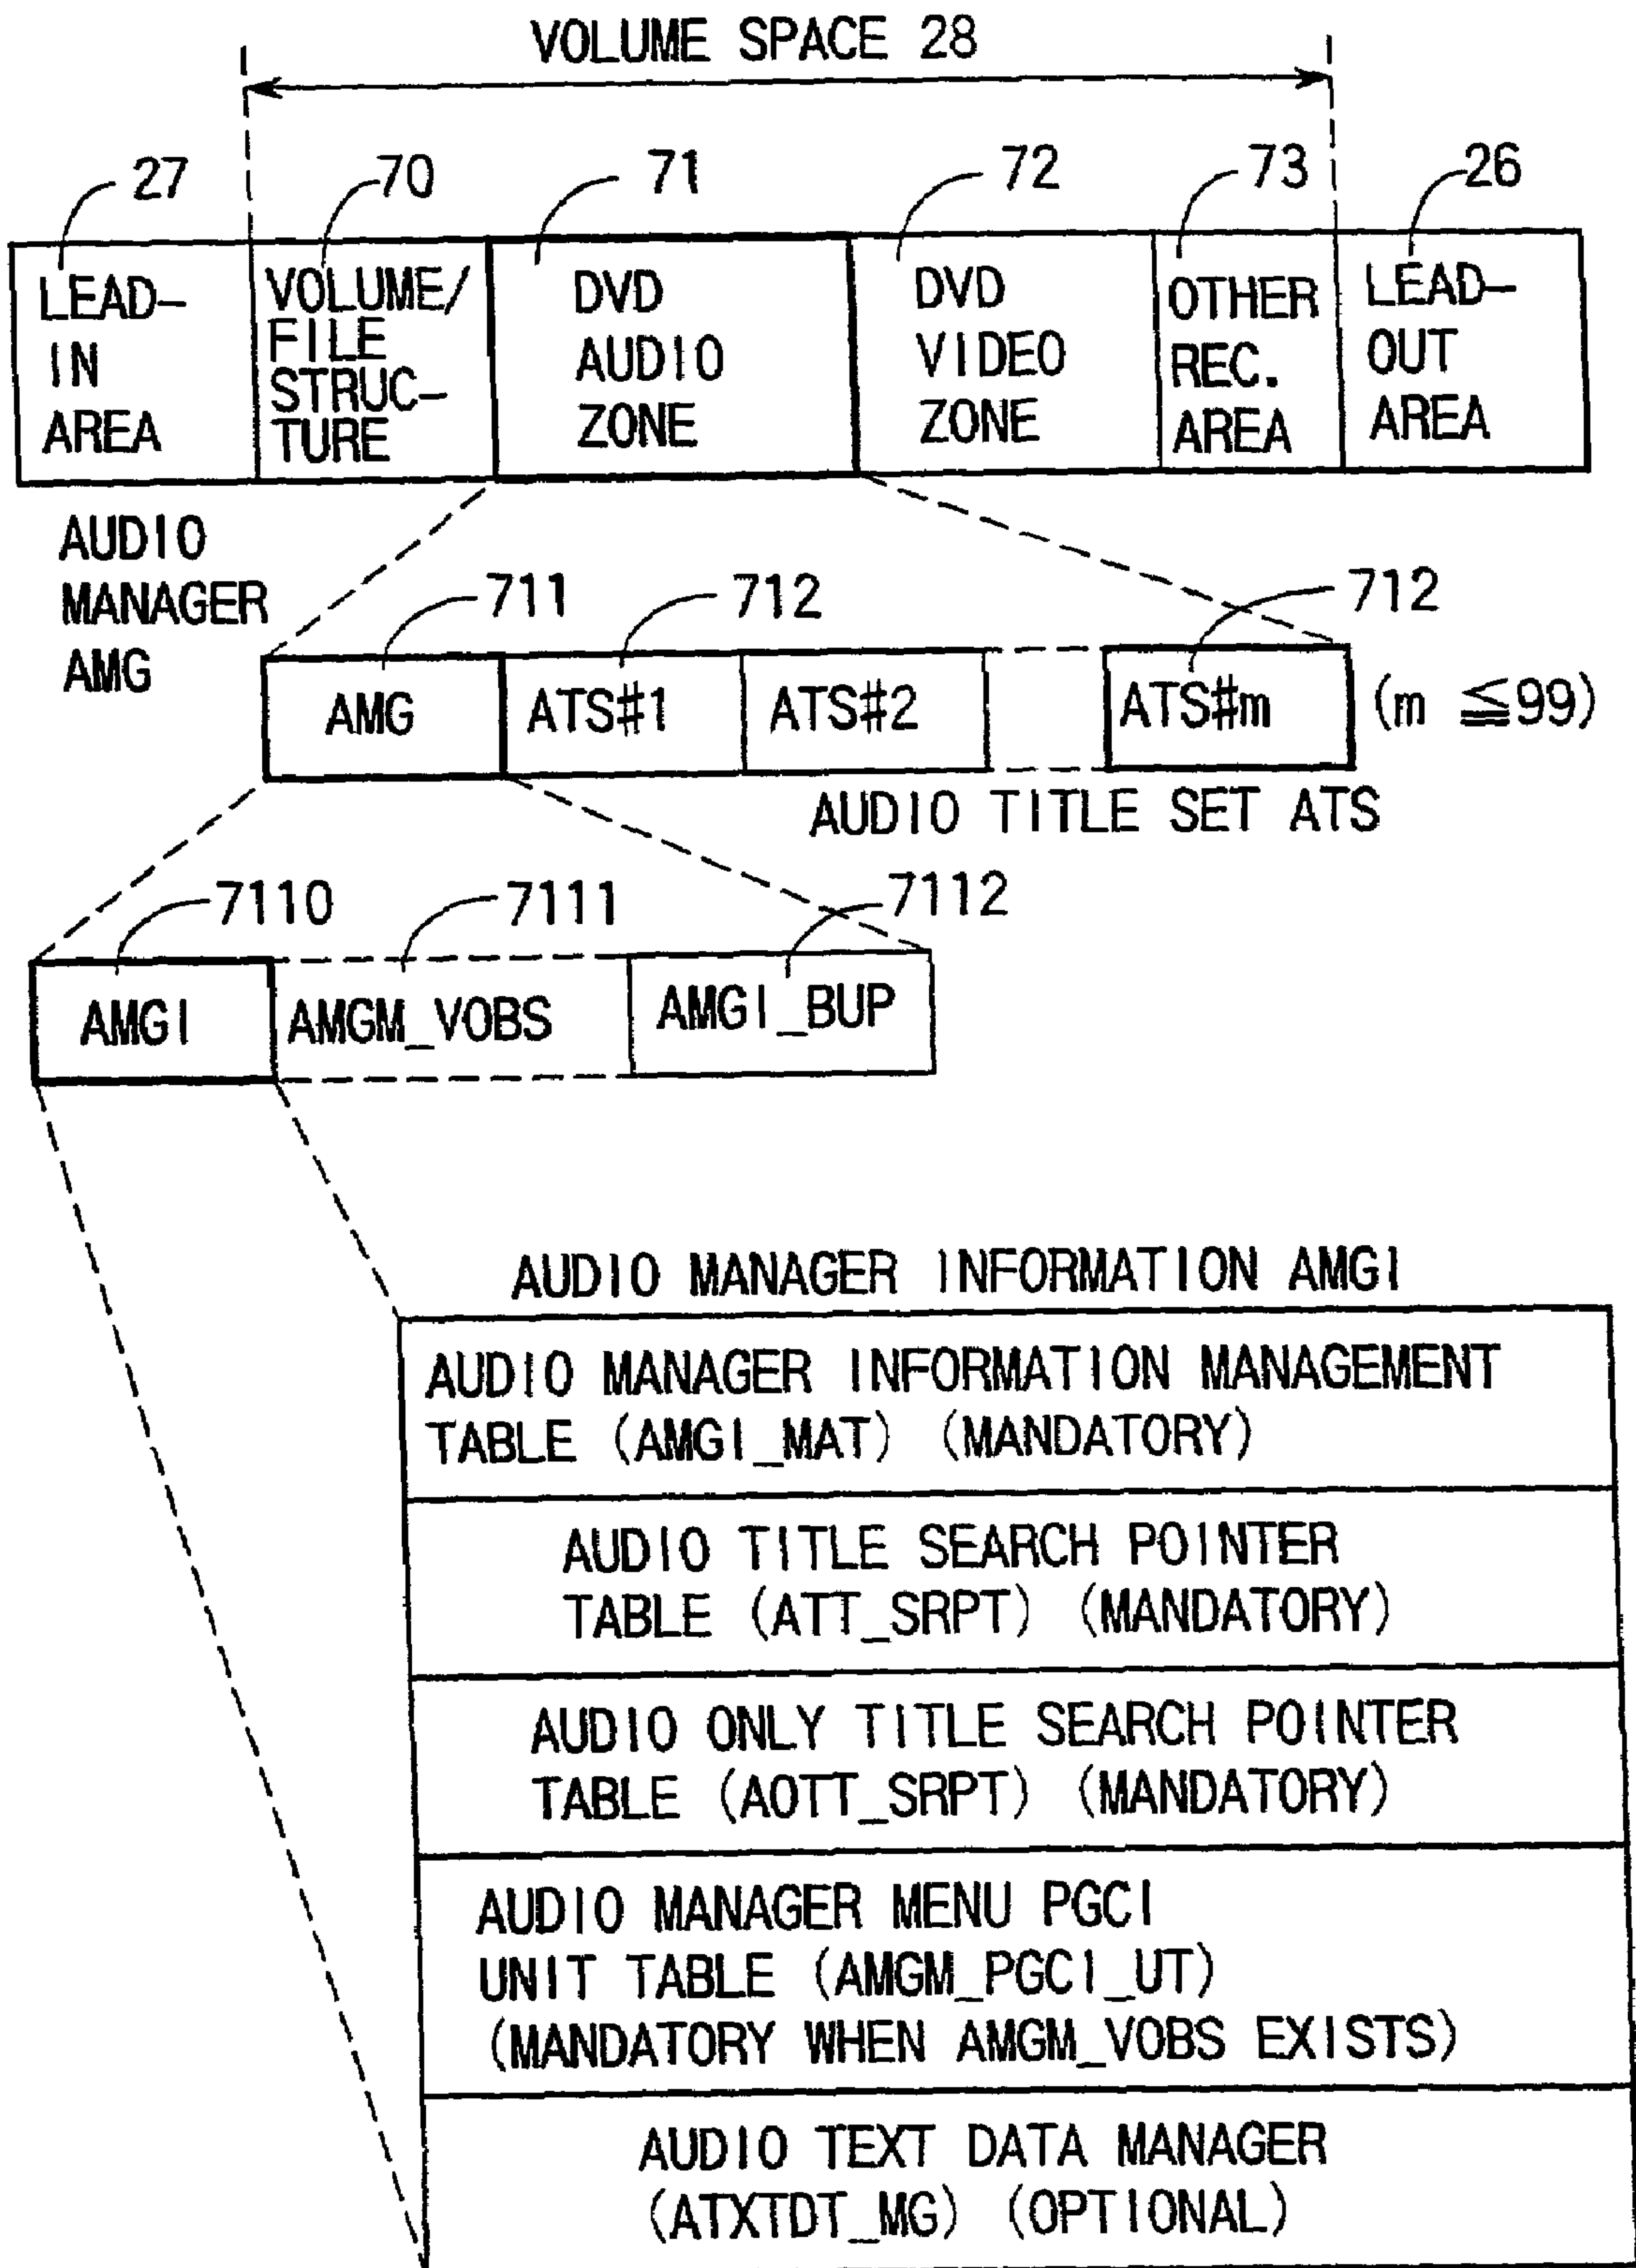 VOLUME SPACE 28
27
70
71
72
73
26
LEAD-
IN
AREA
VOLUME/
FILE
STRUC-
TURE
DVD
AUDIO
ZONE
DVD
VIDEO
ZONE
OTHER
REC.
AREA
LEAD-
OUT
AREA
AUDIO
MANAGER
AMG
711
712
712
AMG
ATS#1
ATS#2
ATS#m
(m ≦99)
AUDIO TITLE SET ATS
7110
7111
7112
AMGI
AMGM_VOBS
AMGI_BUP
AUDIO MANAGER INFORMATION AMGI
AUDIO MANAGER INFORMATION MANAGEMENT
TABLE (AMGI_MAT) (MANDATORY)
AUDIO TITLE SEARCH POINTER
TABLE (ATT_SRPT) (MANDATORY)
AUDIO ONLY TITLE SEARCH POINTER
TABLE (AOTT_SRPT) (MANDATORY)
AUDIO MANAGER MENU PGCI
UNIT TABLE (AMGM_PGCI_UT)
(MANDATORY WHEN AMGM_VOBS EXISTS)
AUDIO TEXT DATA MANAGER
(ATXTDT_MG) (OPTIONAL)